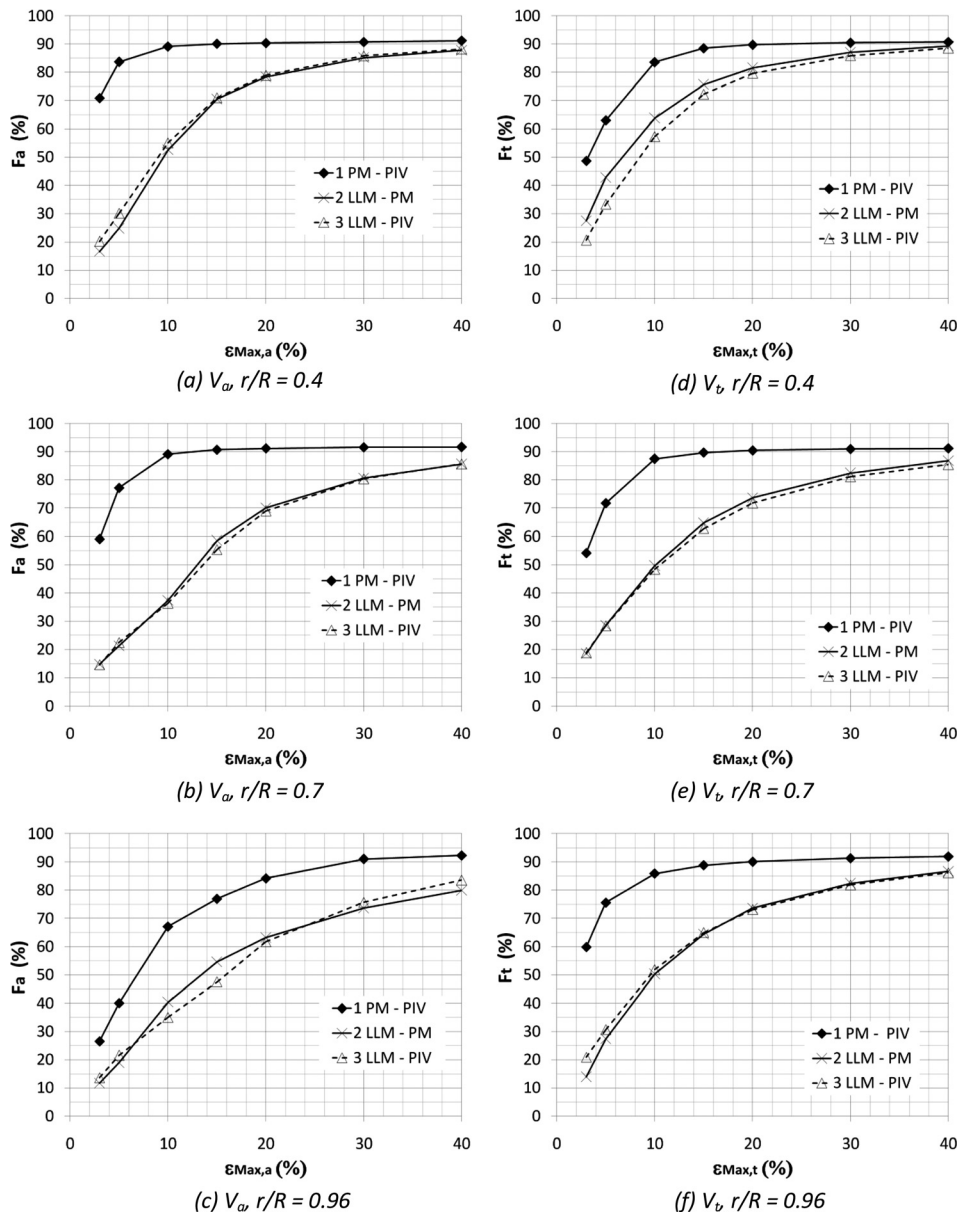 100
90
80
70
60
50
40
30
20
10
0
Fa (%)
1 PM - PIV
2 LLM - PM
3 LLM - PIV
0 10 20 30 40
εMax,a (%)
(a) Va, r/R = 0.4
100
90
80
70
60
50
40
30
20
10
0
Ft (%)
1 PM - PIV
2 LLM - PM
3 LLM - PIV
0 10 20 30 40
εMax,t (%)
(d) Vt, r/R = 0.4
100
90
80
70
60
50
40
30
20
10
0
Fa (%)
1 PM - PIV
2 LLM - PM
3 LLM - PIV
0 10 20 30 40
εMax,a (%)
(b) Va, r/R = 0.7
100
90
80
70
60
50
40
30
20
10
0
Ft (%)
1 PM - PIV
2 LLM - PM
3 LLM - PIV
0 10 20 30 40
εMax,t (%)
(e) Vt, r/R = 0.7
100
90
80
70
60
50
40
30
20
10
0
Fa (%)
1 PM - PIV
2 LLM - PM
3 LLM - PIV
0 10 20 30 40
εMax,a (%)
(c) Va, r/R = 0.96
100
90
80
70
60
50
40
30
20
10
0
Ft (%)
1 PM - PIV
2 LLM - PM
3 LLM - PIV
0 10 20 30 40
εMax,t (%)
(f) Vt, r/R = 0.96